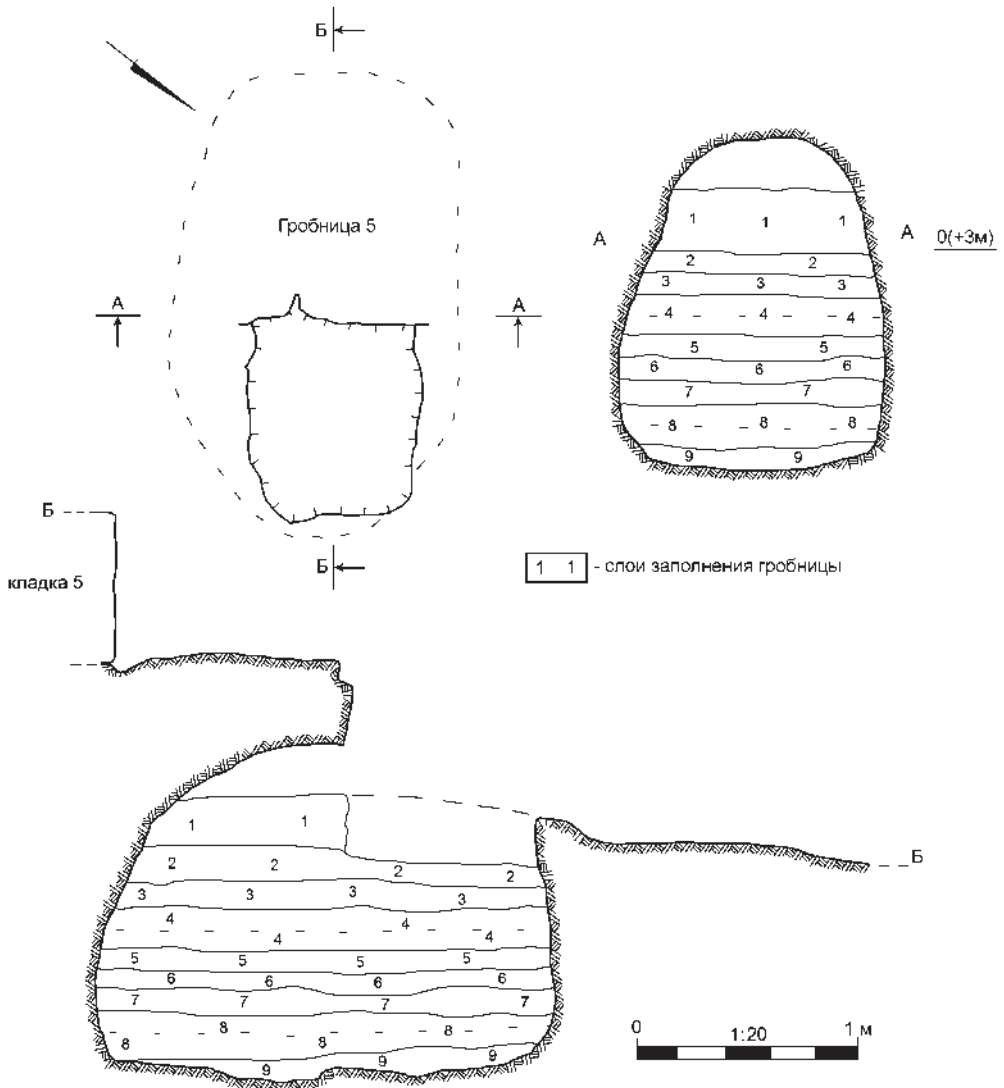 Б
Гробница 5
А
А
Б
1 1 1
2 2
3 3 3
4 4 4
5 5
6 6 6
7 7
8 8 8
9 9
А
А
0(+3м)
1 1 - слои заполнения гробницы
Б
кладка 5
1 1
2 2 2 2
3 3 3 3
4 4 4 4
5 5 5 5
6 6 6 6
7 7 7 7
8 8 8 8
9 9 9
Б
0 1 м
1:20